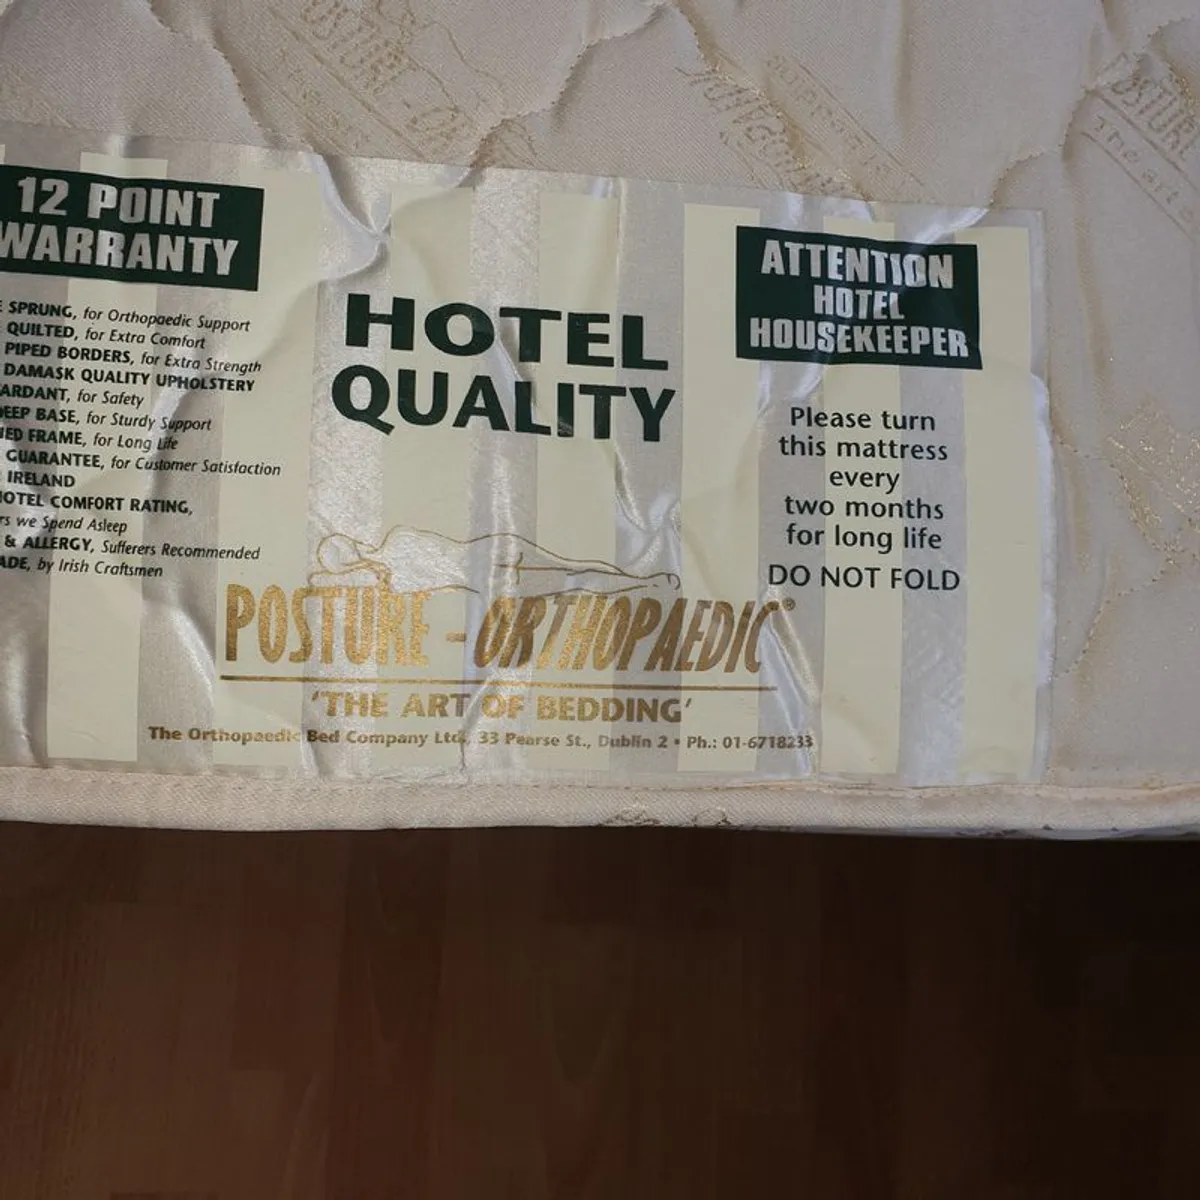 12 POINT
WARRANTY
SPRUNG, for Orthopaedic Support
QUILTED, for Extra Comfort
PIPED BORDERS, for Extra Strength
DAMASK QUALITY UPHOLSTERY
ARDANT, for Safety
EEP BASE, for Sturdy Support
IED FRAME, for Long Life
GUARANTEE, for Customer Satisfaction
IRELAND
OTEL COMFORT RATING,
rs we Spend Asleep
& ALLERGY, Sufferers Recommended
ADE, by Irish Craftsmen
HOTEL
QUALITY
POSTURE - ORTHOPAEDIC®
'THE ART OF BEDDING'
The Orthopaedic Bed Company Ltd., 33 Pearse St., Dublin 2 • Ph.: 01-6718233
ATTENTION
HOTEL
HOUSEKEEPER
Please turn
this mattress
every
two months
for long life
DO NOT FOLD